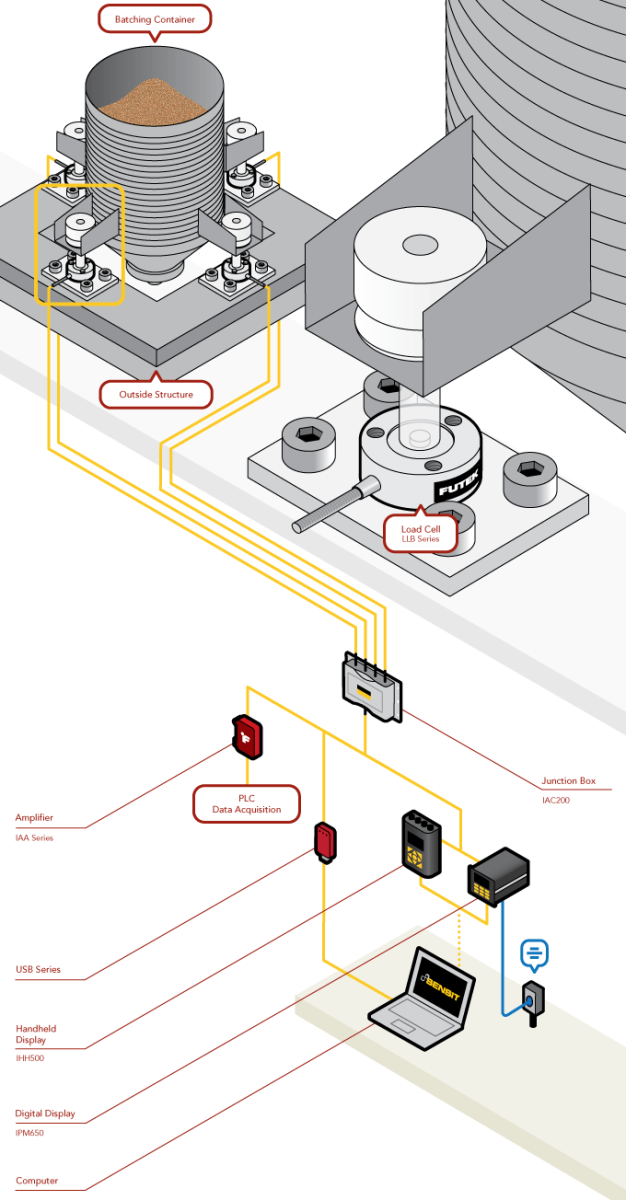 Batching Container
Outside Structure
FUTEK
Load Cell
LLB Series
Junction Box
IAC200
PLC
Data Acquisition
Amplifier
IAA Series
USB Series
SENSIT
Handheld
Display
IHH500
Digital Display
IPM650
Computer